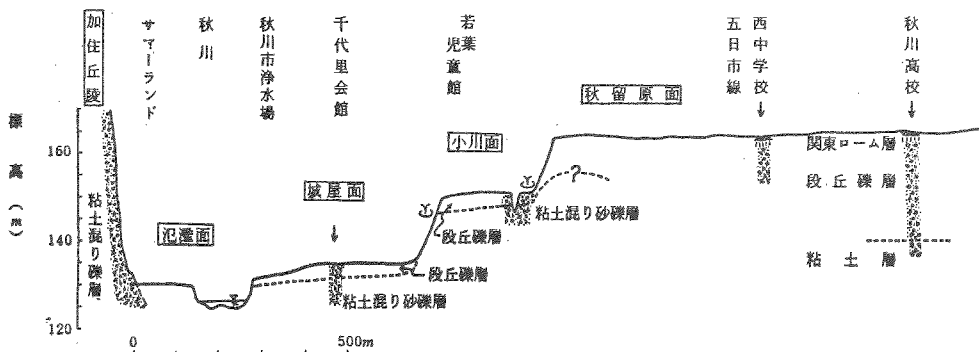 加住丘陵
サマーランド
秋川
秋川市浄水場
千代里会館
若葉
児童館
五日市線
西中学校
秋川高校
秋留原面
小川面
城屋面
氾濫面
標高(m)
160
140
120
関東ローム層
段丘礫層
粘土層
粘土混り砂礫層
段丘礫層
段丘礫層
粘土混り砂礫層
粘土混り礫層
?
0
500m